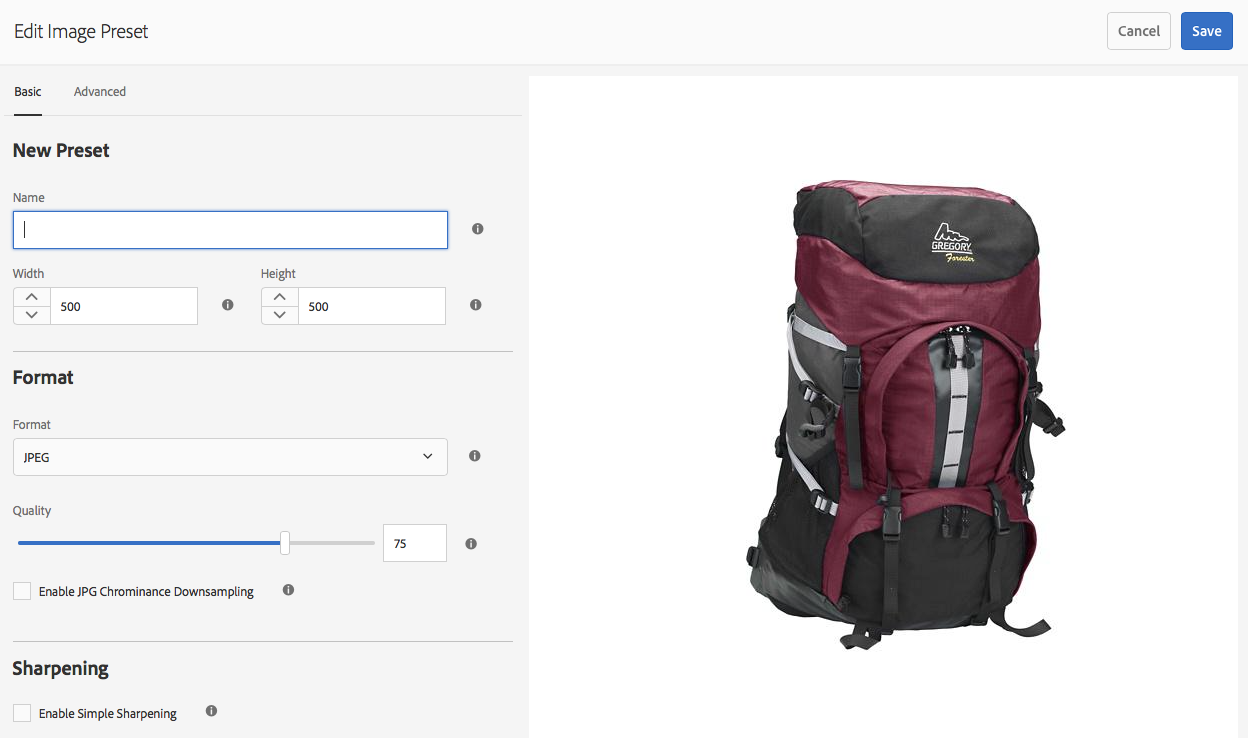 Edit Image Preset
Cancel
Save
Basic
Advanced
New Preset
Name
Width
Height
500
500
Format
Format
JPEG
Quality
75
Enable JPG Chrominance Downsampling
Sharpening
Enable Simple Sharpening
GREGORY
Forester